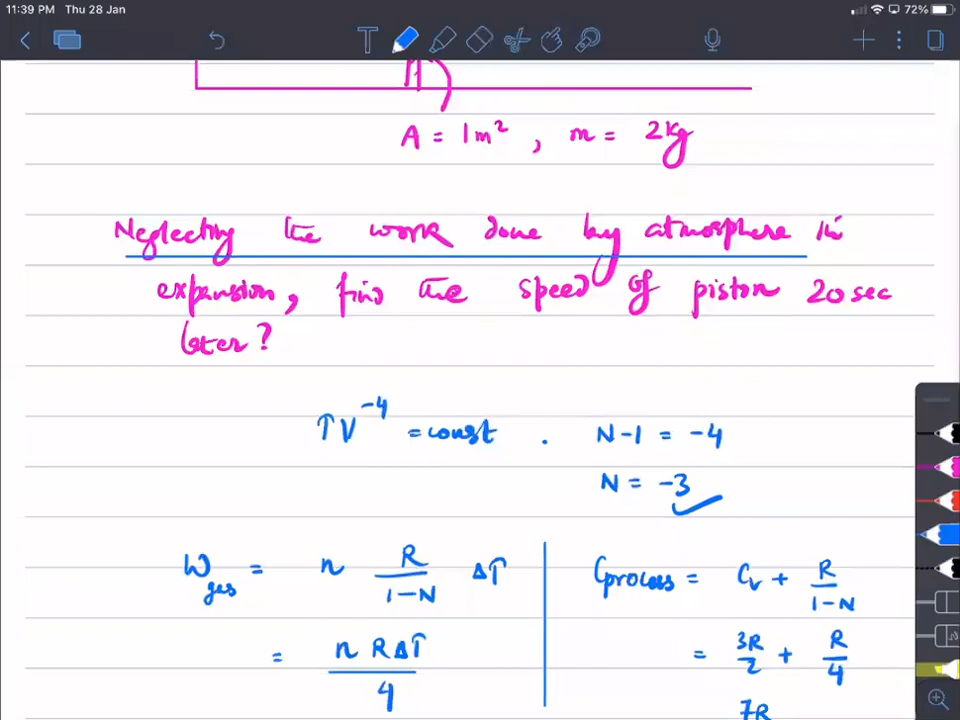 11:39 PM Thu 28 Jan 72%
A = 1m², m = 2kg
Neglecting the work done by atmosphere in
expansion, find the speed of piston 20 sec
later?
TV⁻⁴ = const . N-1 = -4
N = -3
W_gas = n R/(1-N) ΔT
= nRΔT/4
C_process = C_v + R/(1-N)
= 3R/2 + R/4
7R